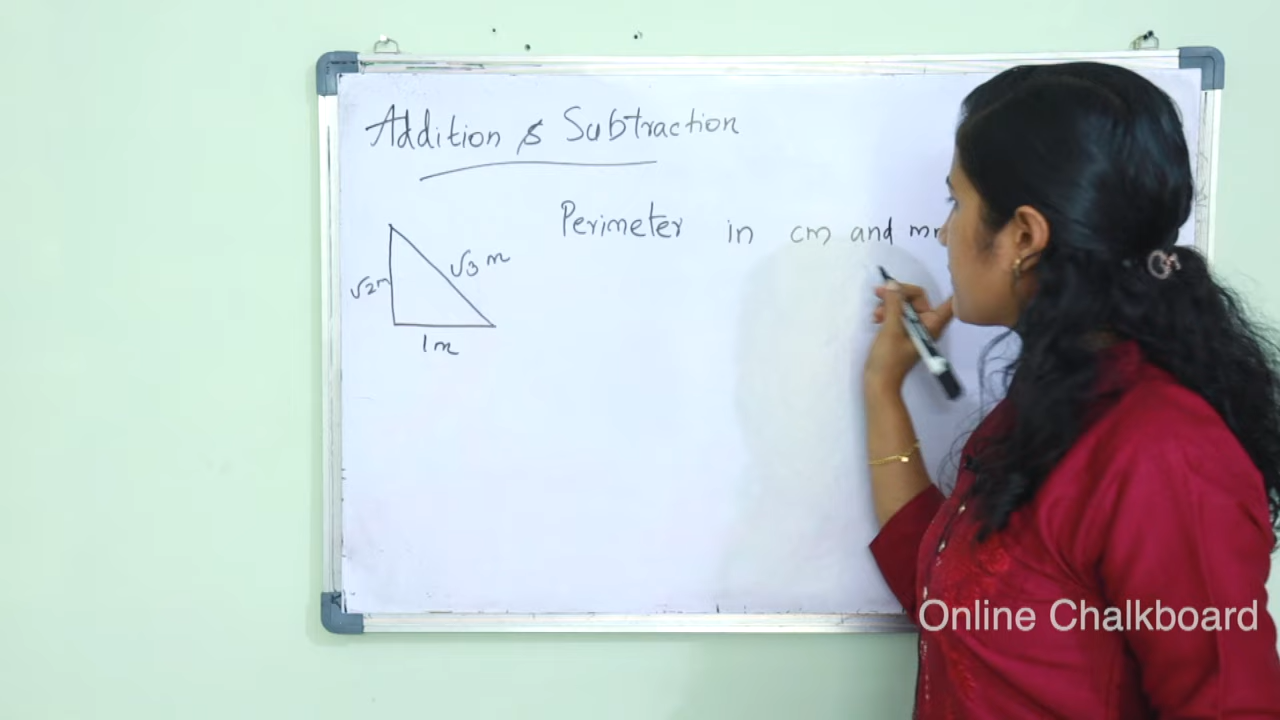 Addition & Subtraction
Perimeter in cm and
√2m
√3 m
1m
Online Chalkboard